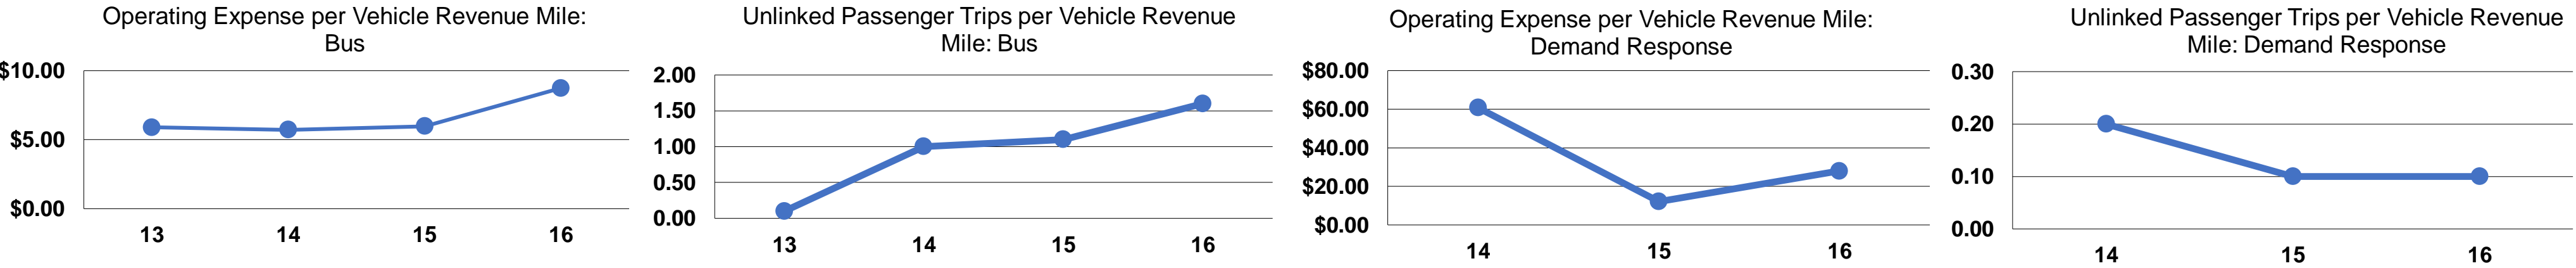 Operating Expense per Vehicle Revenue Mile:
Bus
$10.00
$5.00
$0.00
13 14 15 16
Unlinked Passenger Trips per Vehicle Revenue
Mile: Bus
2.00
1.50
1.00
0.50
0.00
13 14 15 16
Operating Expense per Vehicle Revenue Mile:
Demand Response
$80.00
$60.00
$40.00
$20.00
$0.00
14 15 16
Unlinked Passenger Trips per Vehicle Revenue
Mile: Demand Response
0.30
0.20
0.10
0.00
14 15 16